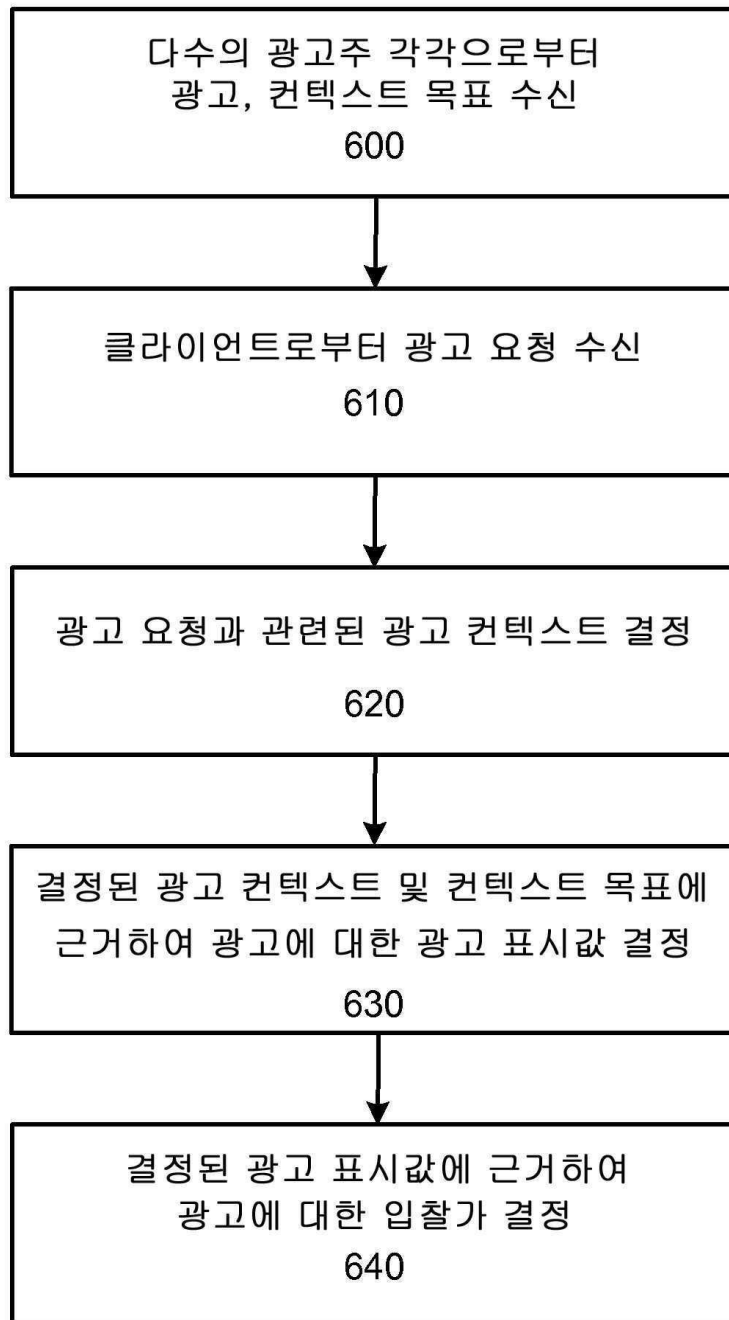 다수의 광고주 각각으로부터
광고, 컨텍스트 목표 수신
600
클라이언트로부터 광고 요청 수신
610
광고 요청과 관련된 광고 컨텍스트 결정
620
결정된 광고 컨텍스트 및 컨텍스트 목표에
근거하여 광고에 대한 광고 표시값 결정
630
결정된 광고 표시값에 근거하여
광고에 대한 입찰가 결정
640